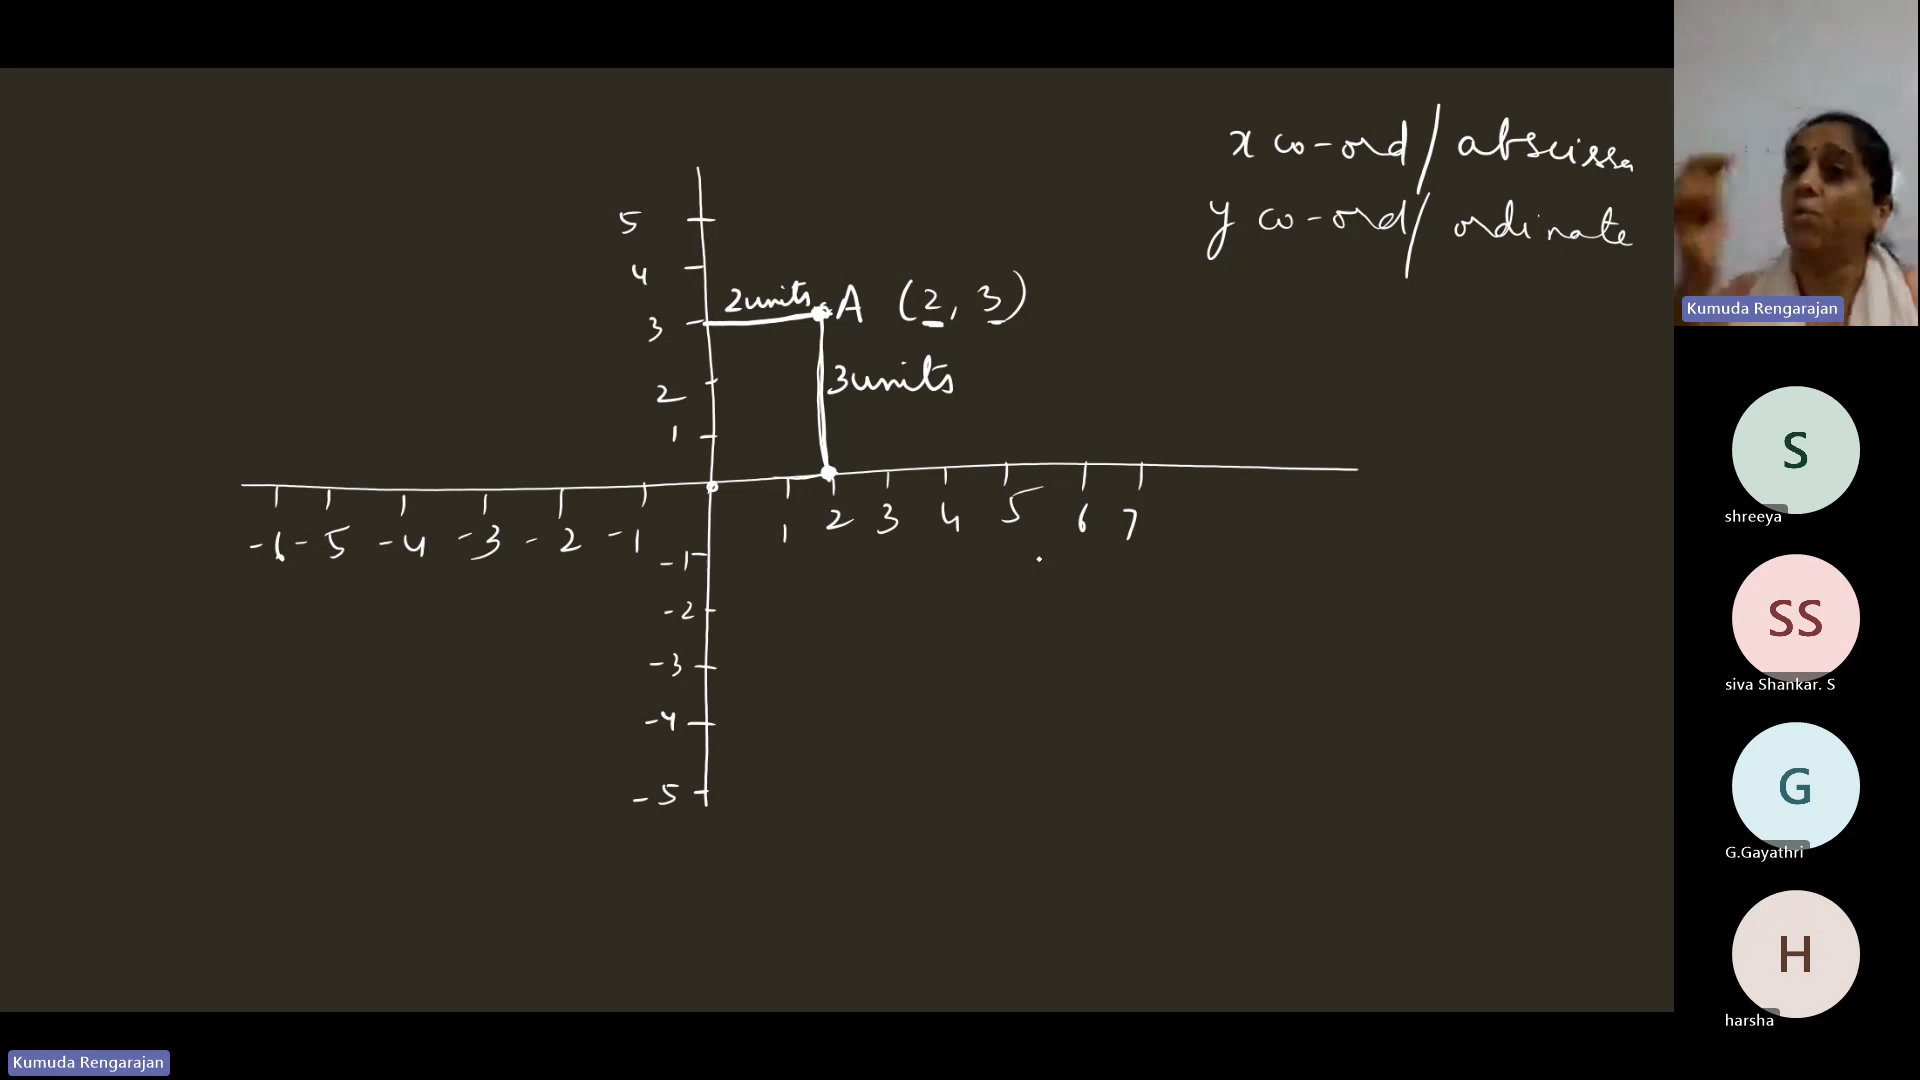 x co-ord / abscissa
y co-ord / ordinate
5
4
2units A (2, 3)
3
3units
2
1
-6 -5 -4 -3 -2 -1 1 2 3 4 5 6 7
-1
-2
-3
-4
-5
Kumuda Rengarajan
S
shreeya
SS
siva Shankar. S
G
G.Gayathri
H
harsha
Kumuda Rengarajan